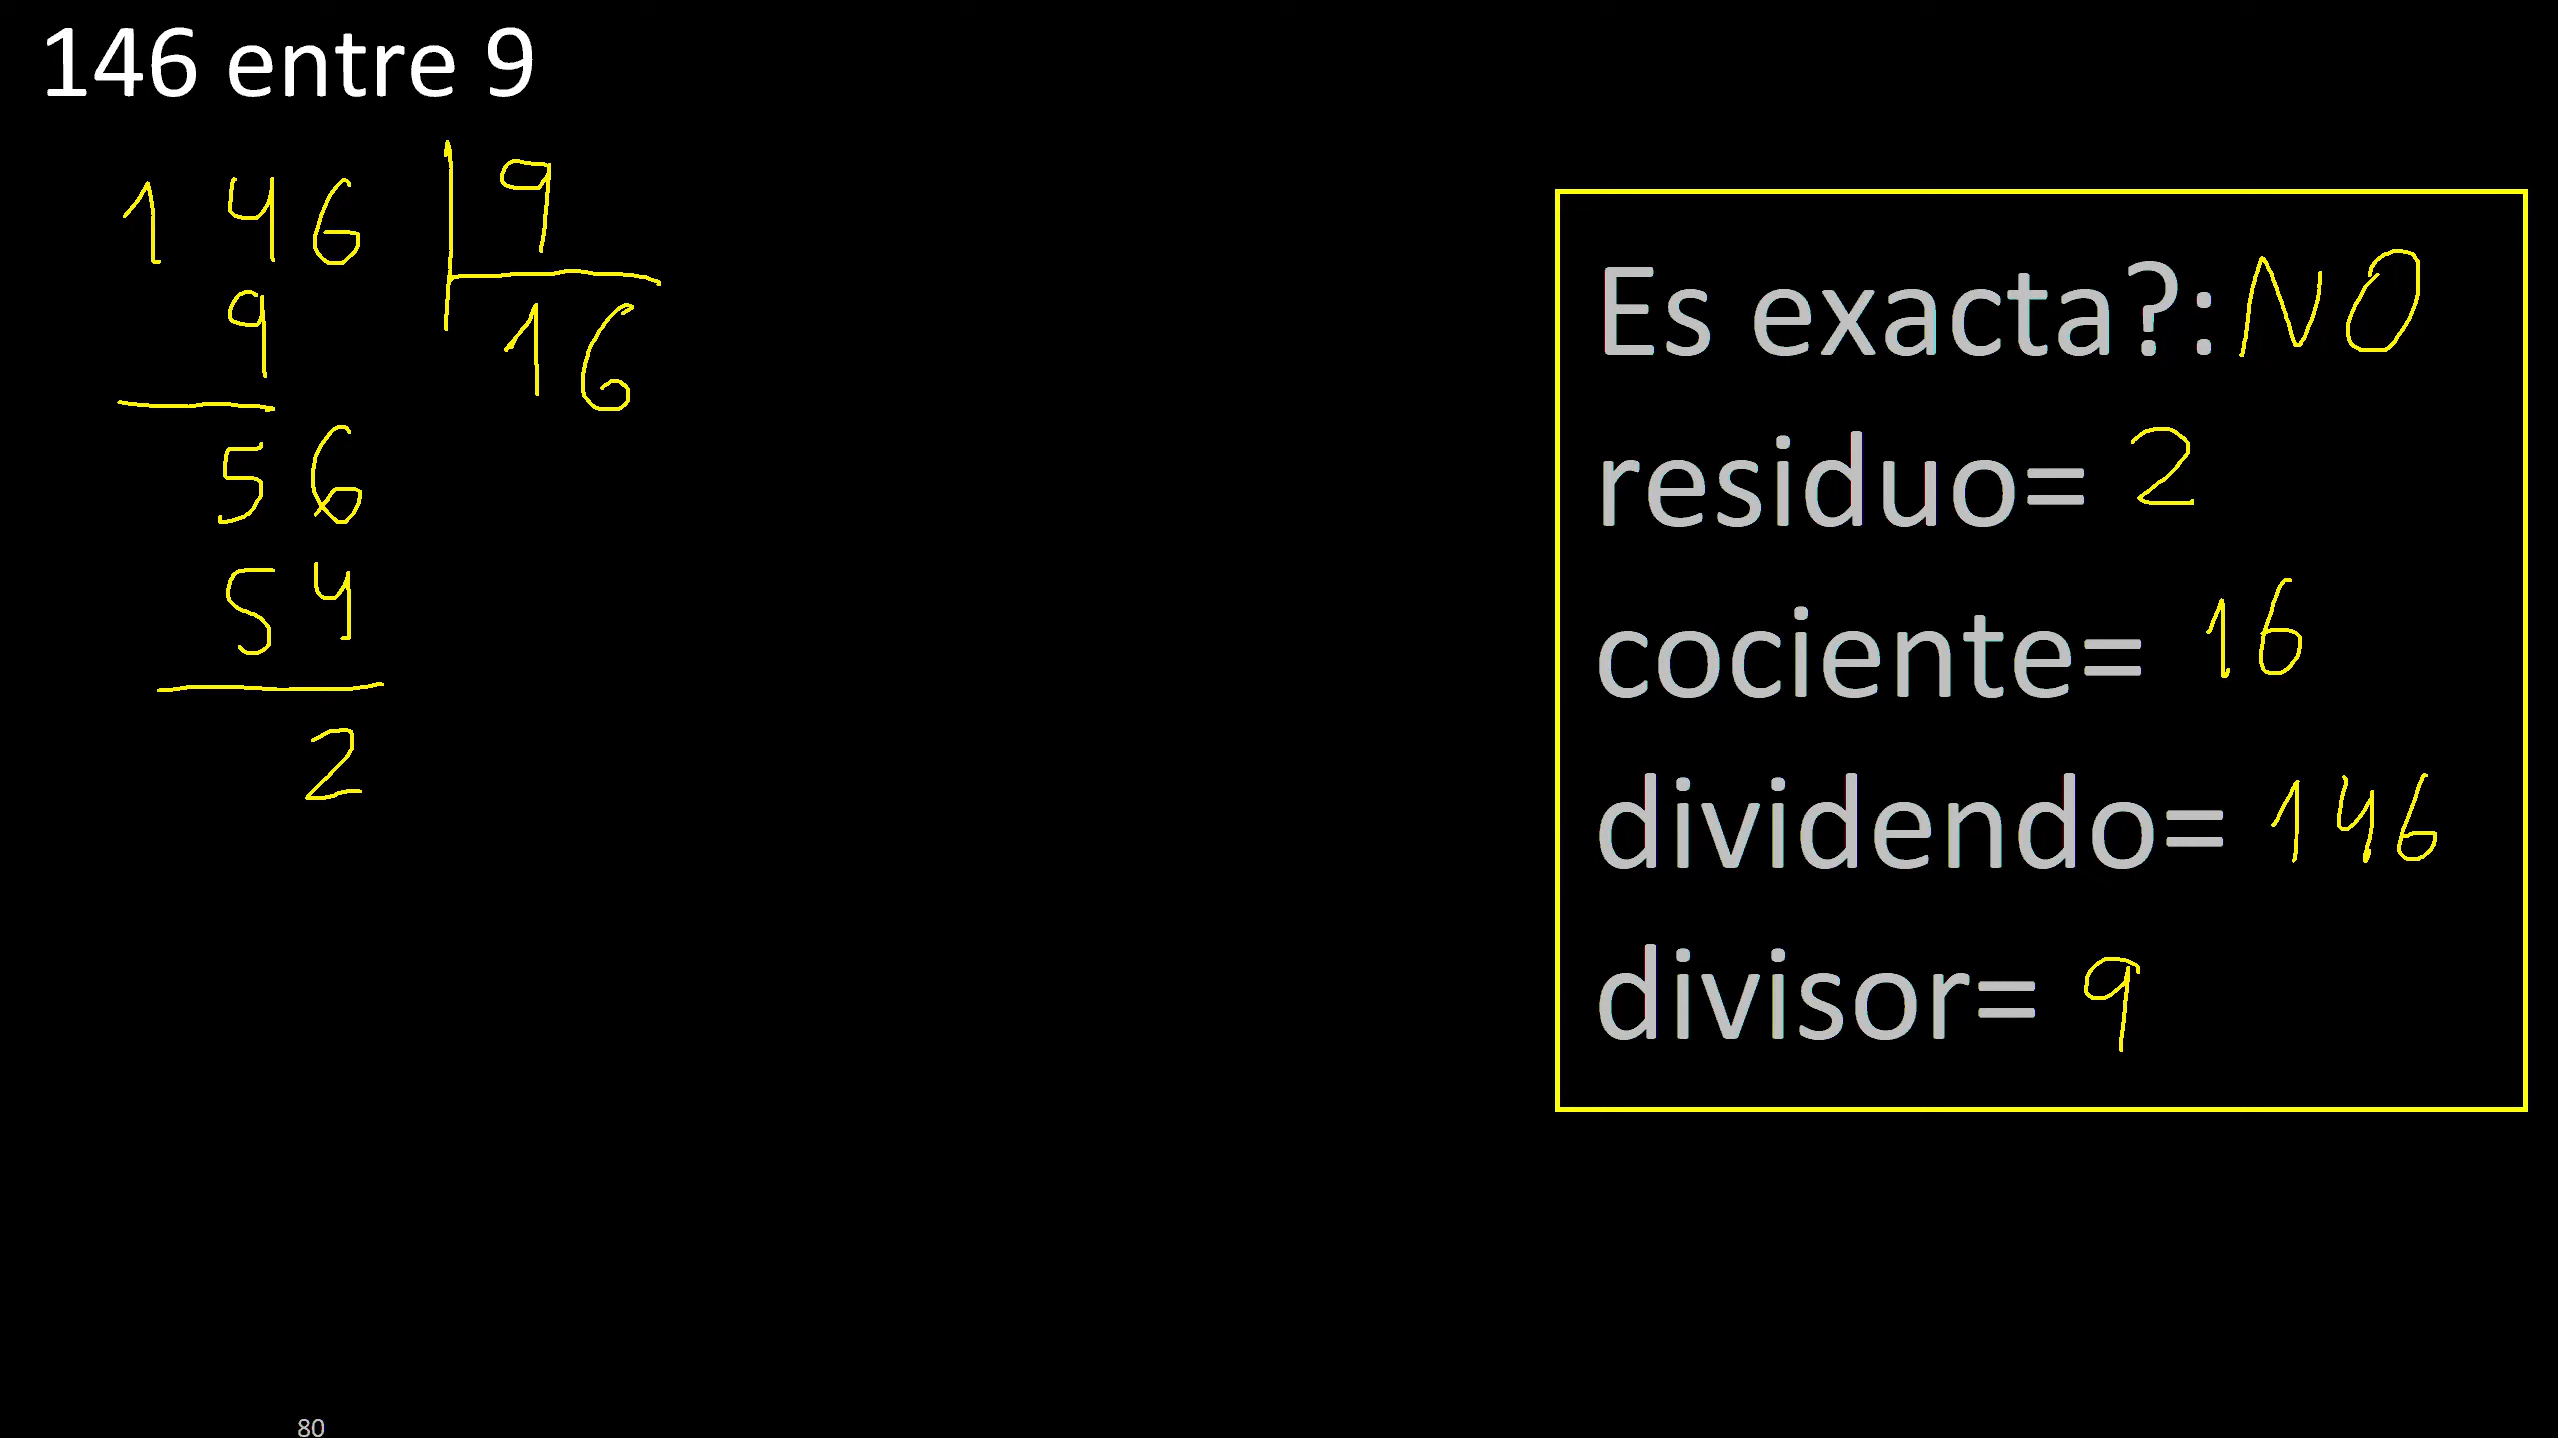 146 entre 9
146 9
9 16
56
54
2
Es exacta?: NO
residuo= 2
cociente= 16
dividendo= 146
divisor= 9
80